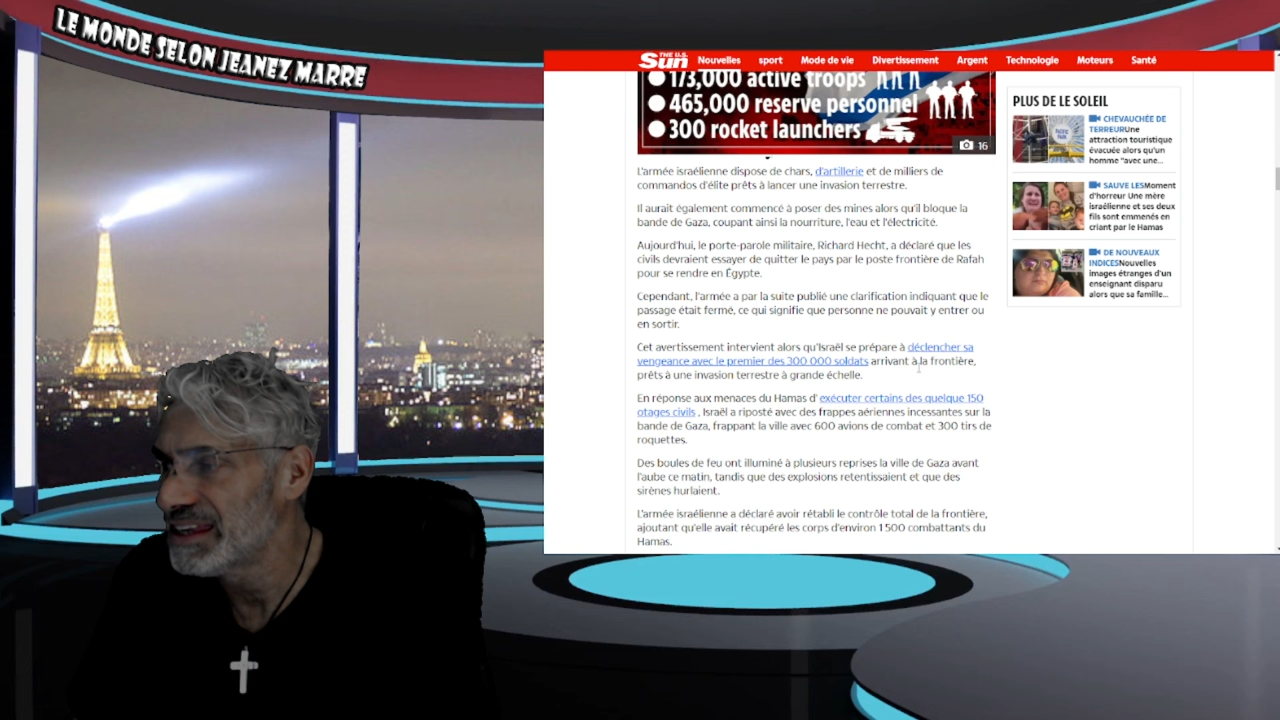 LE MONDE SELON JEANEZ MARRE
THE U.S. Sun
Nouvelles sport Mode de vie Divertissement Argent Technologie Moteurs Santé
173,000 active troops
465,000 reserve personnel
300 rocket launchers
16
L'armée israélienne dispose de chars, d'artillerie et de milliers de
commandos d'élite prêts à lancer une invasion terrestre.
Il aurait également commencé à poser des mines alors qu'il bloque la
bande de Gaza, coupant ainsi la nourriture, l'eau et l'électricité.
Aujourd'hui, le porte-parole militaire, Richard Hecht, a déclaré que les
civils devraient essayer de quitter le pays par le poste frontière de Rafah
pour se rendre en Égypte.
Cependant, l'armée a par la suite publié une clarification indiquant que le
passage était fermé, ce qui signifie que personne ne pouvait y entrer ou
en sortir.
Cet avertissement intervient alors qu'Israël se prépare à déclencher sa
vengeance avec le premier des 300 000 soldats arrivant à la frontière,
prêts à une invasion terrestre à grande échelle.
En réponse aux menaces du Hamas d' exécuter certains des quelque 150
otages civils , Israël a riposté avec des frappes aériennes incessantes sur la
bande de Gaza, frappant la ville avec 600 avions de combat et 300 tirs de
roquettes.
Des boules de feu ont illuminé à plusieurs reprises la ville de Gaza avant
l'aube ce matin, tandis que des explosions retentissaient et que des
sirènes hurlaient.
L'armée israélienne a déclaré avoir rétabli le contrôle total de la frontière,
ajoutant qu'elle avait récupéré les corps d'environ 1 500 combattants du
Hamas.
PLUS DE LE SOLEIL
CHEVAUCHÉE DE
TERREURUne
attraction touristique
évacuée alors qu'un
homme "avec une...
SAUVE LESMoment
d'horreur Une mère
israélienne et ses deux
fils sont emmenés en
criant par le Hamas
DE NOUVEAUX
INDICESNouvelles
images étranges d'un
enseignant disparu
alors que sa famille...